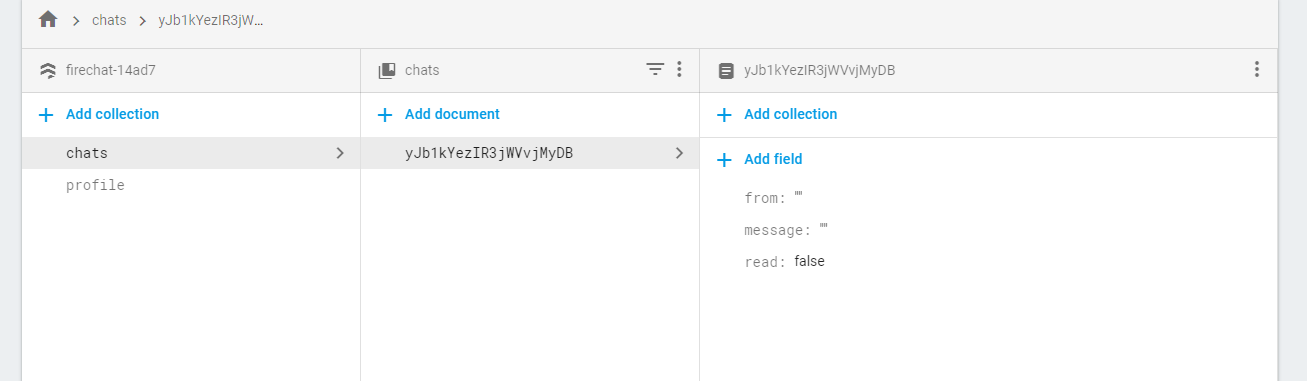 chats yJb1kYezIR3jW...
firechat-14ad7
Add collection
chats
profile
chats
Add document
yJb1kYezIR3jWVvjMyDB
yJb1kYezIR3jWVvjMyDB
Add collection
Add field
from: ""
message: ""
read: false